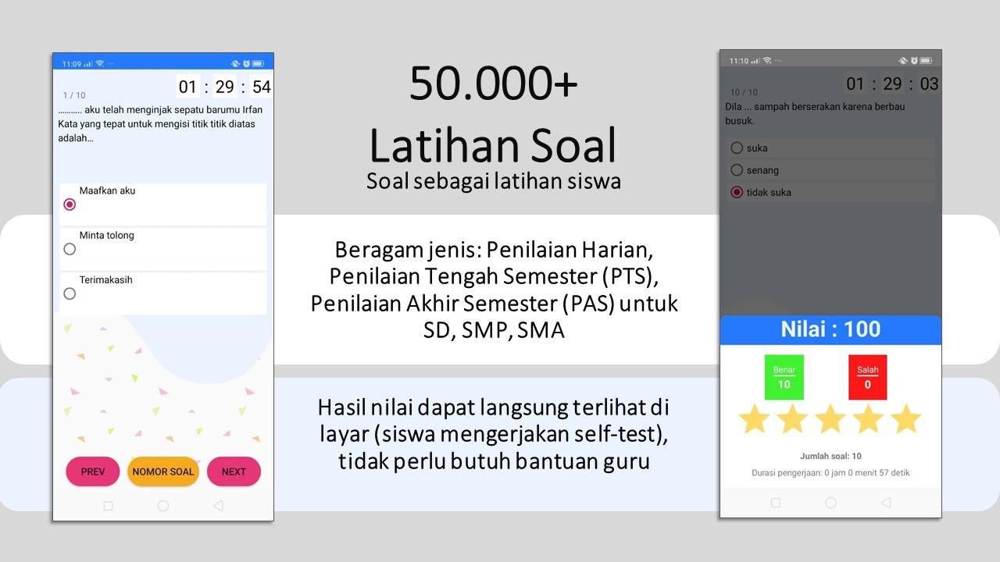 11:09
1 / 10
01 : 29 : 54
........... aku telah menginjak sepatu barumu Irfan
Kata yang tepat untuk mengisi titik titik diatas
adalah...
Maafkan aku
Minta tolong
Terimakasih
PREV
NOMOR SOAL
NEXT
50.000+
Latihan Soal
Soal sebagai latihan siswa
Beragam jenis: Penilaian Harian,
Penilaian Tengah Semester (PTS),
Penilaian Akhir Semester (PAS) untuk
SD, SMP, SMA
Hasil nilai dapat langsung terlihat di
layar (siswa mengerjakan self-test),
tidak perlu butuh bantuan guru
11:10
10 / 10
01 : 29 : 03
Dila ... sampah berserakan karena berbau
busuk.
suka
senang
tidak suka
Nilai : 100
Benar
10
Salah
0
Jumlah soal: 10
Durasi pengerjaan: 0 jam 0 menit 57 detik